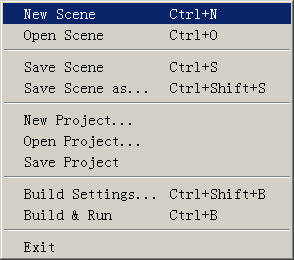 New Scene Ctrl+N
Open Scene Ctrl+O
Save Scene Ctrl+S
Save Scene as... Ctrl+Shift+S
New Project...
Open Project...
Save Project
Build Settings... Ctrl+Shift+B
Build & Run Ctrl+B
Exit